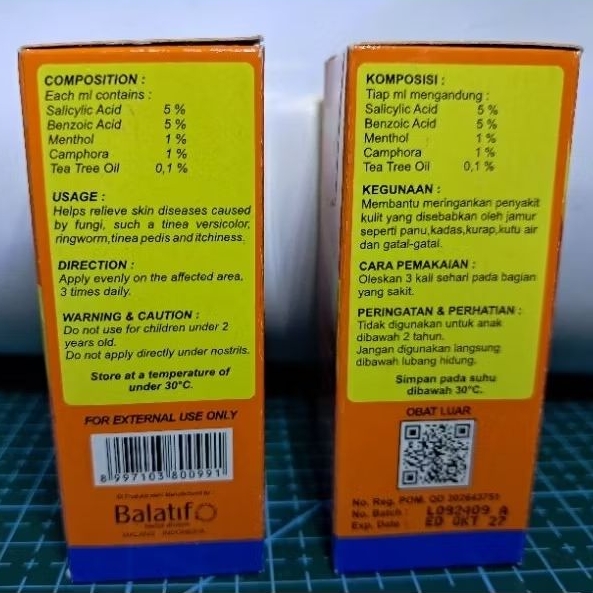 COMPOSITION :
Each ml contains :
Salicylic Acid 5 %
Benzoic Acid 5 %
Menthol 1 %
Camphora 1 %
Tea Tree Oil 0,1 %
USAGE :
Helps relieve skin diseases caused
by fungi, such a tinea versicolor,
ringworm,tinea pedis and itchiness.
DIRECTION :
Apply evenly on the affected area,
3 times daily.
WARNING & CAUTION :
Do not use for children under 2
years old.
Do not apply directly under nostrils.
Store at a temperature of
under 30°C.
FOR EXTERNAL USE ONLY
8 997103 800991
Balatif
MALANG - INDONESIA
KOMPOSISI :
Tiap ml mengandung :
Salicylic Acid 5 %
Benzoic Acid 5 %
Menthol 1 %
Camphora 1 %
Tea Tree Oil 0,1 %
KEGUNAAN :
Membantu meringankan penyakit
kulit yang disebabkan oleh jamur
seperti panu,kadas,kurap,kutu air
dan gatal-gatal.
CARA PEMAKAIAN :
Oleskan 3 kali sehari pada bagian
yang sakit.
PERINGATAN & PERHATIAN :
Tidak digunakan untuk anak
dibawah 2 tahun.
Jangan digunakan langsung
dibawah lubang hidung.
Simpan pada suhu
dibawah 30°C.
OBAT LUAR
No. Reg. POM. QD
No. Batch : L092409 A
Exp. Date : ED OKT 27